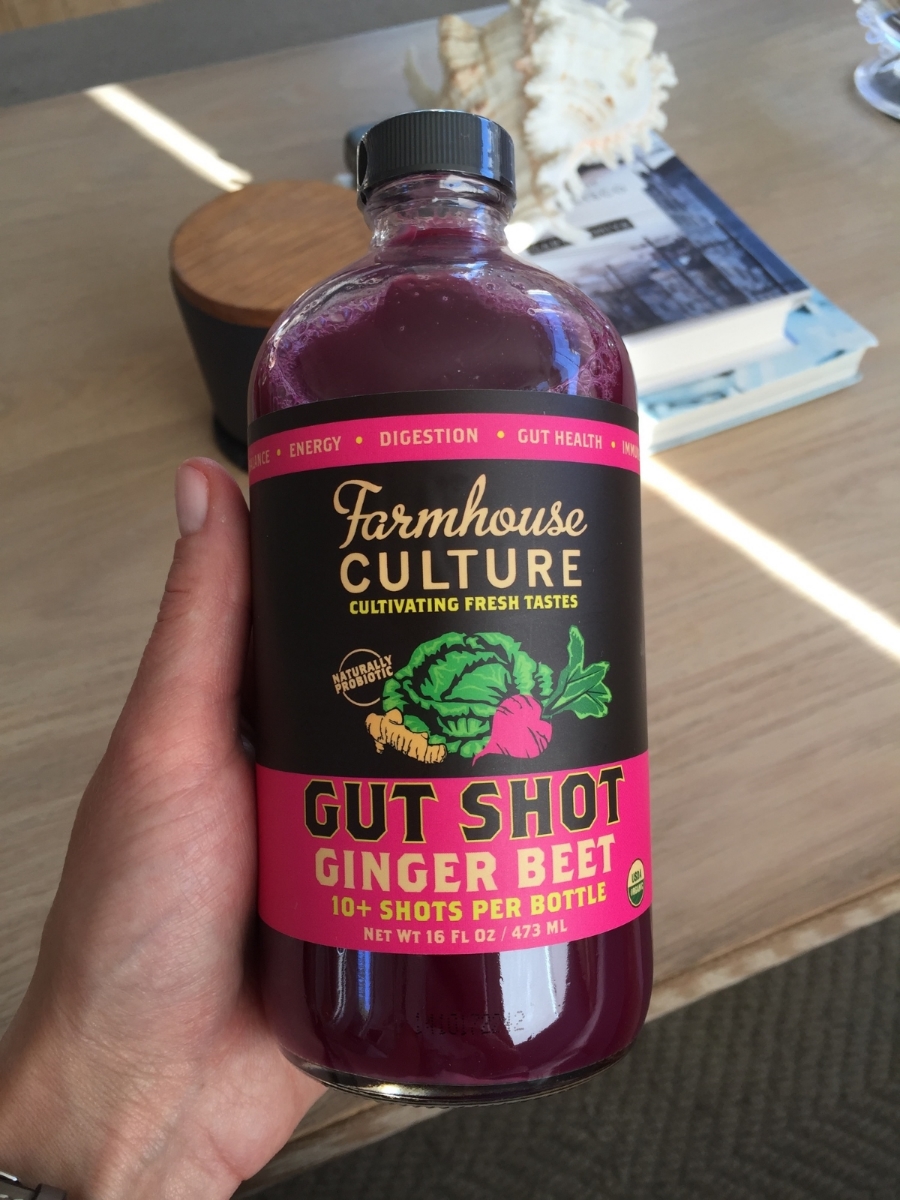 ENERGY • DIGESTION • GUT HEALTH •
Farmhouse
CULTURE
CULTIVATING FRESH TASTES
NATURALLY
PROBIOTIC
GUT SHOT
GINGER BEET
USDA
ORGANIC
10+ SHOTS PER BOTTLE
NET WT 16 FL OZ / 473 ML